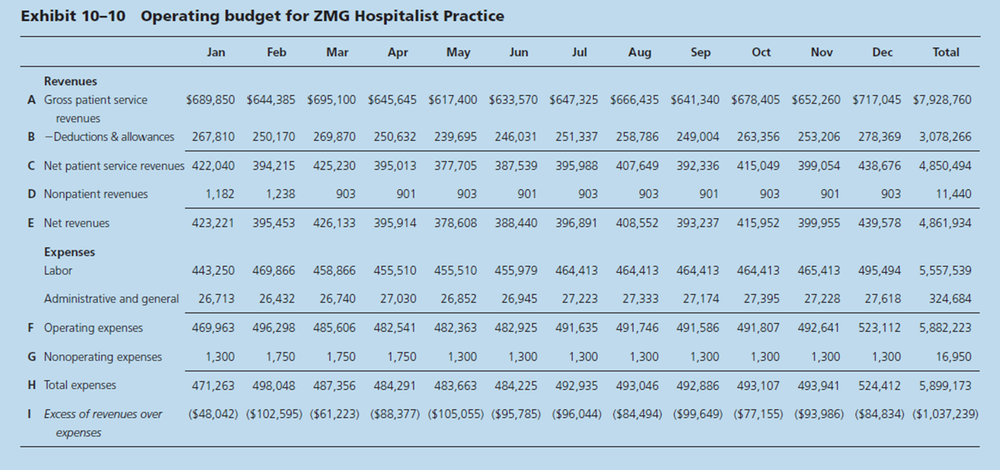 Exhibit 10–10 Operating budget for ZMG Hospitalist Practice
Jan Feb Mar Apr May Jun Jul Aug Sep Oct Nov Dec Total
Revenues
A Gross patient service $689,850 $644,385 $695,100 $645,645 $617,400 $633,570 $647,325 $666,435 $641,340 $678,405 $652,260 $717,045 $7,928,760
revenues
B −Deductions & allowances 267,810 250,170 269,870 250,632 239,695 246,031 251,337 258,786 249,004 263,356 253,206 278,369 3,078,266
C Net patient service revenues 422,040 394,215 425,230 395,013 377,705 387,539 395,988 407,649 392,336 415,049 399,054 438,676 4,850,494
D Nonpatient revenues 1,182 1,238 903 901 903 901 903 903 901 903 901 903 11,440
E Net revenues 423,221 395,453 426,133 395,914 378,608 388,440 396,891 408,552 393,237 415,952 399,955 439,578 4,861,934
Expenses
Labor 443,250 469,866 458,866 455,510 455,510 455,979 464,413 464,413 464,413 464,413 465,413 495,494 5,557,539
Administrative and general 26,713 26,432 26,740 27,030 26,852 26,945 27,223 27,333 27,174 27,395 27,228 27,618 324,684
F Operating expenses 469,963 496,298 485,606 482,541 482,363 482,925 491,635 491,746 491,586 491,807 492,641 523,112 5,882,223
G Nonoperating expenses 1,300 1,750 1,750 1,750 1,300 1,300 1,300 1,300 1,300 1,300 1,300 1,300 16,950
H Total expenses 471,263 498,048 487,356 484,291 483,663 484,225 492,935 493,046 492,886 493,107 493,941 524,412 5,899,173
I Excess of revenues over ($48,042) ($102,595) ($61,223) ($88,377) ($105,055) ($95,785) ($96,044) ($84,494) ($99,649) ($77,155) ($93,986) ($84,834) ($1,037,239)
expenses